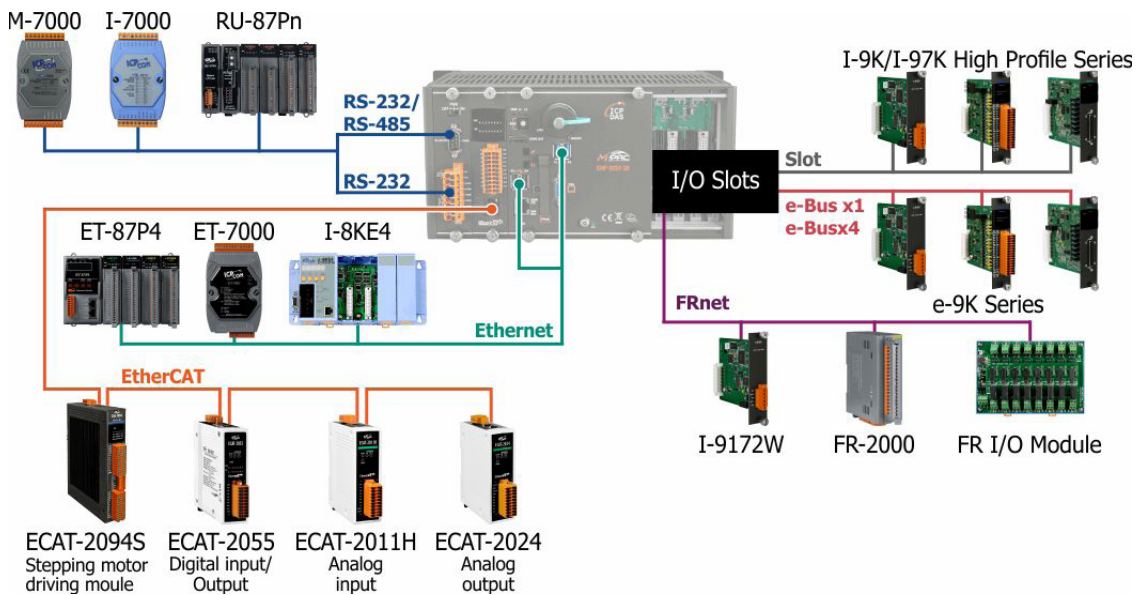 M-7000
I-7000
RU-87Pn
I-9K/I-97K High Profile Series
RS-232/
RS-485
RS-232
I/O Slots
Slot
e-Bus x1
e-Busx4
ET-87P4
ET-7000
I-8KE4
e-9K Series
Ethernet
FRnet
EtherCAT
I-9172W
FR-2000
FR I/O Module
ECAT-2094S
Stepping motor
driving moule
ECAT-2055
Digital input/
Output
ECAT-2011H
Analog
input
ECAT-2024
Analog
output
ICP
DAS